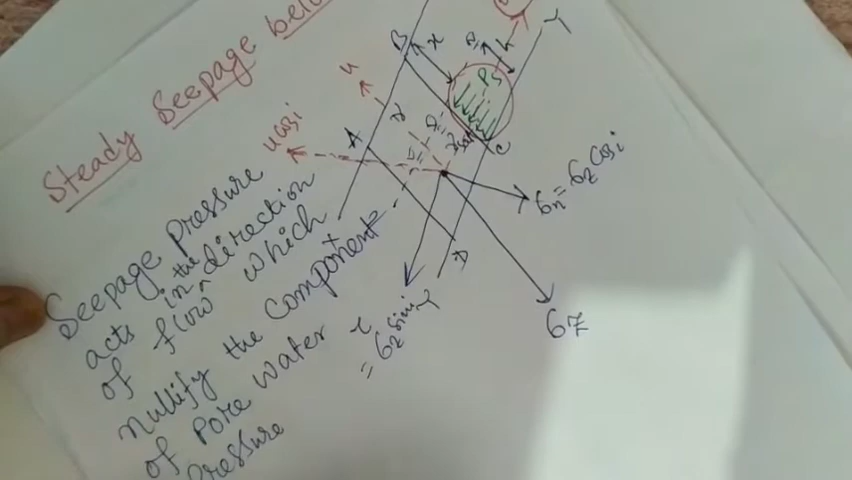 Steady Seepage belo
Seepage pressure
acts in the direction
of flow which
nullify the component
of Pore water
Pressure
u cos i
u
A
B
x
P
C
D
Y
σn = σz cos i
σz
τ
= σz sin i